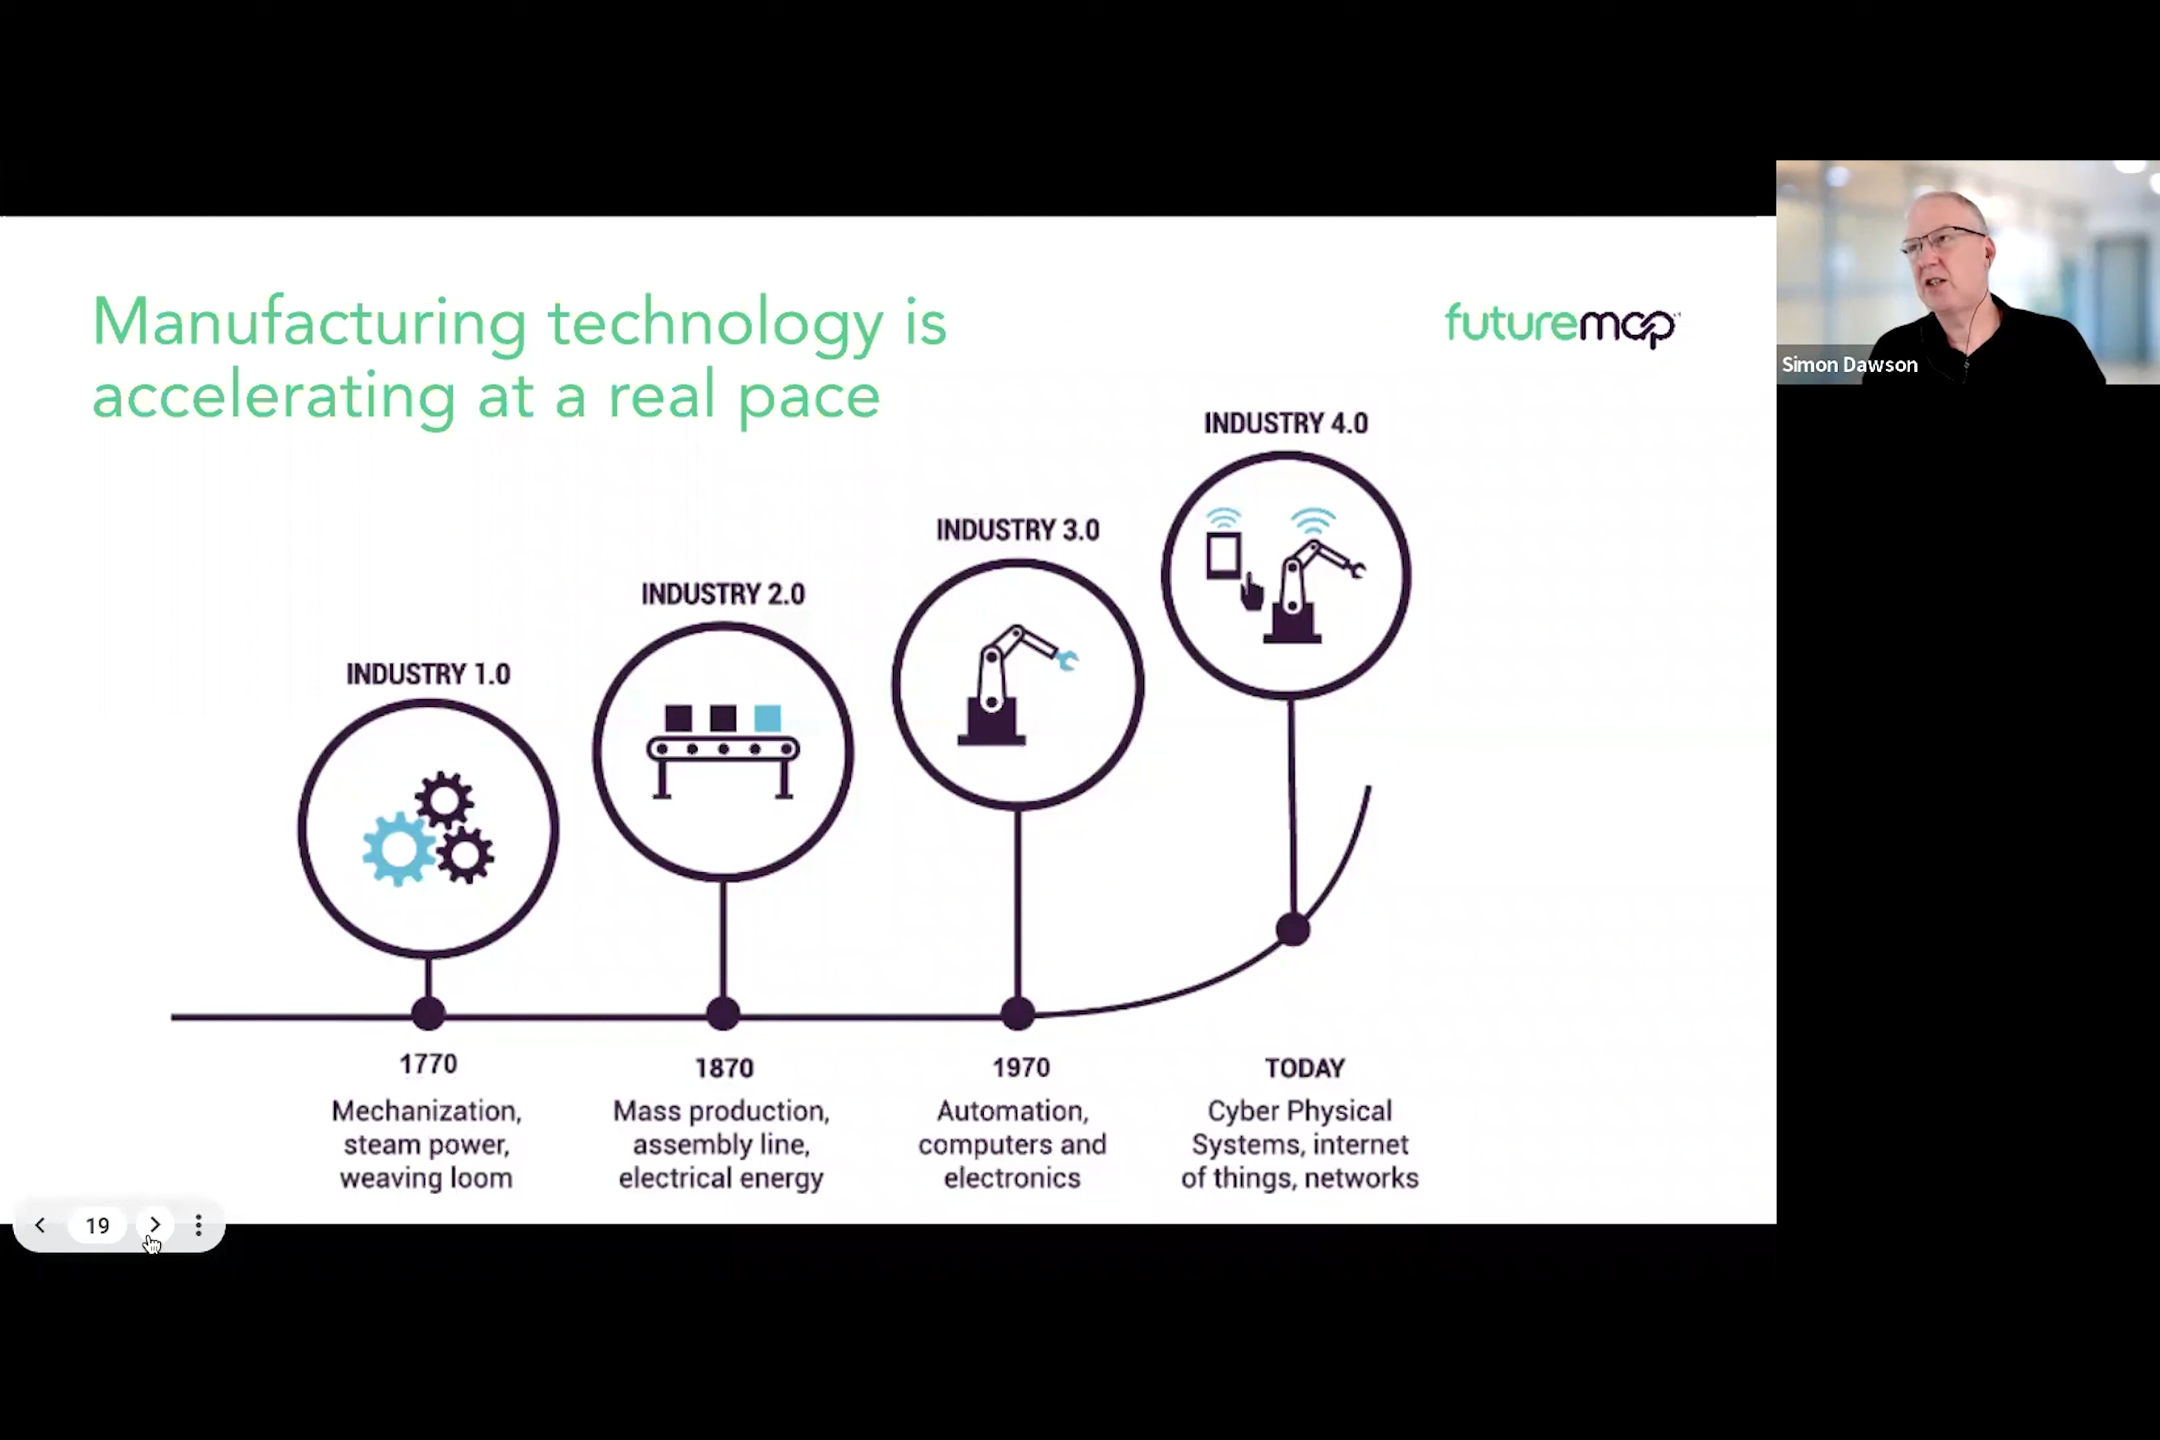 Manufacturing technology is
accelerating at a real pace
futuremap
Simon Dawson
INDUSTRY 1.0
INDUSTRY 2.0
INDUSTRY 3.0
INDUSTRY 4.0
1770
Mechanization,
steam power,
weaving loom
1870
Mass production,
assembly line,
electrical energy
1970
Automation,
computers and
electronics
TODAY
Cyber Physical
Systems, internet
of things, networks
19